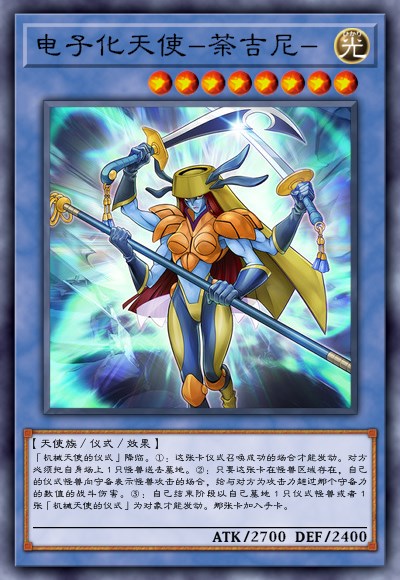 电子化天使－荼吉尼－
光
【天使族／仪式／效果】
「机械天使的仪式」降临。①：这张卡仪式召唤成功的场合才能发动。对方
必须把自身场上1只怪兽送去墓地。②：只要这张卡在怪兽区域存在，自己
的仪式怪兽向守备表示怪兽攻击的场合，给与对方为攻击力超过那个守备力
的数值的战斗伤害。③：自己结束阶段以自己墓地1只仪式怪兽或者1
张「机械天使的仪式」为对象才能发动。那张卡加入手卡。
ATK/2700 DEF/2400